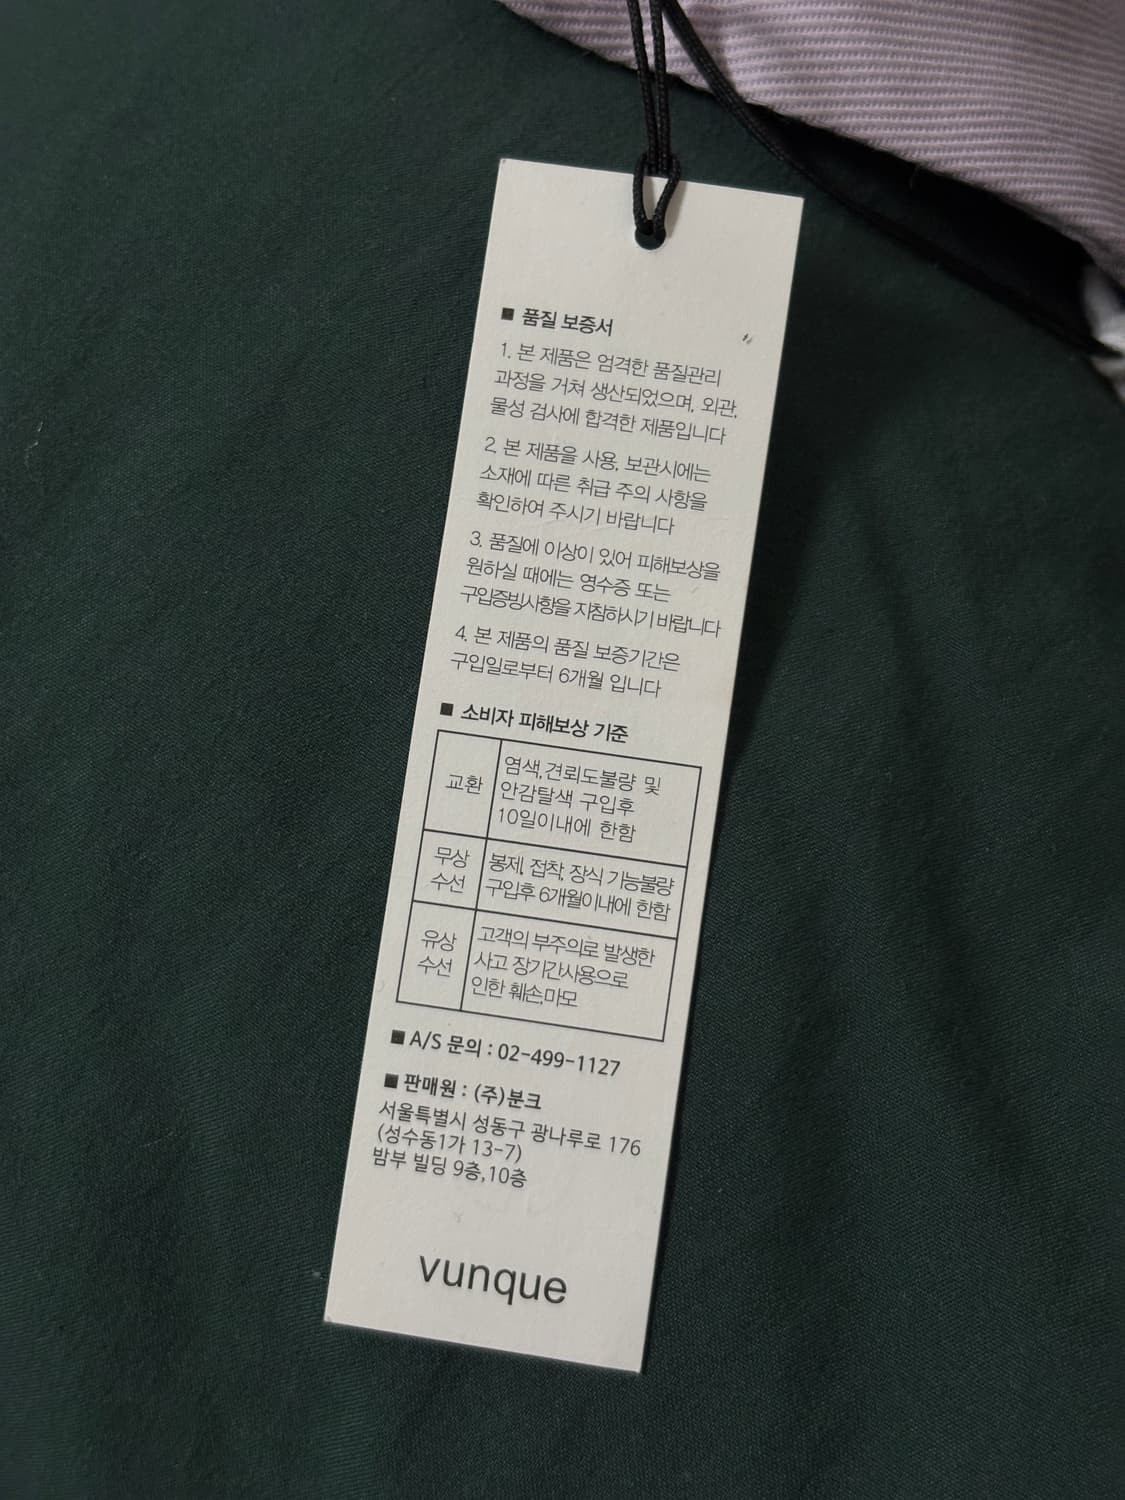 ■ 품질 보증서
1. 본 제품은 엄격한 품질관리
과정을 거쳐 생산되었으며, 외관,
물성 검사에 합격한 제품입니다
2. 본 제품을 사용, 보관시에는
소재에 따른 취급 주의 사항을
확인하여 주시기 바랍니다
3. 품질에 이상이 있어 피해보상을
원하실 때에는 영수증 또는
구입증빙사항을 지참하시기 바랍니다
4. 본 제품의 품질 보증기간은
구입일로부터 6개월 입니다
■ 소비자 피해보상 기준
교환
염색,견뢰도불량 및
안감탈색 구입후
10일이내에 한함
무상
수선
봉제, 접착, 장식 기능불량
구입후 6개월이내에 한함
유상
수선
고객의 부주의로 발생한
사고 장기간사용으로
인한 훼손,마모
■ A/S 문의 : 02-499-1127
■ 판매원 : (주)분크
서울특별시 성동구 광나루로 176
(성수동1가 13-7)
밤부 빌딩 9층,10층
vunque